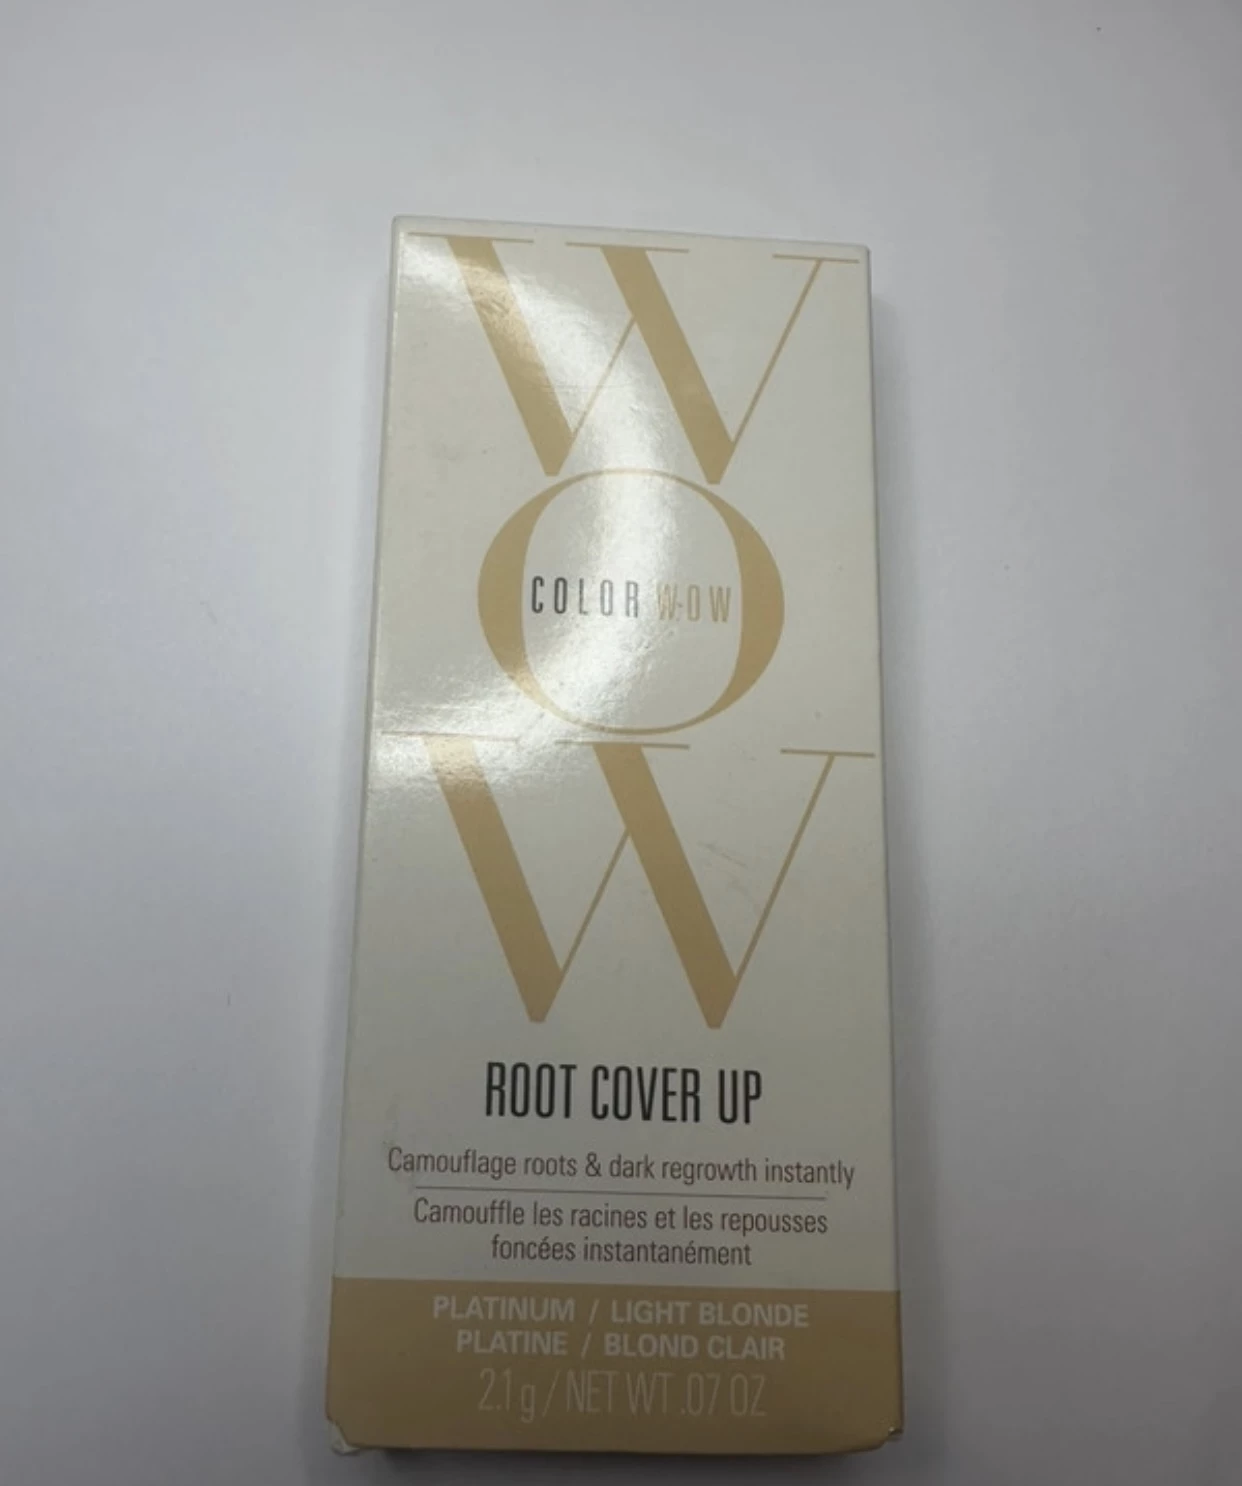 W
O
COLOR WOW
W
ROOT COVER UP
Camouflage roots & dark regrowth instantly
Camouffle les racines et les repousses
foncées instantanément
PLATINUM / LIGHT BLONDE
PLATINE / BLOND CLAIR
2.1 g / NET WT .07 OZ